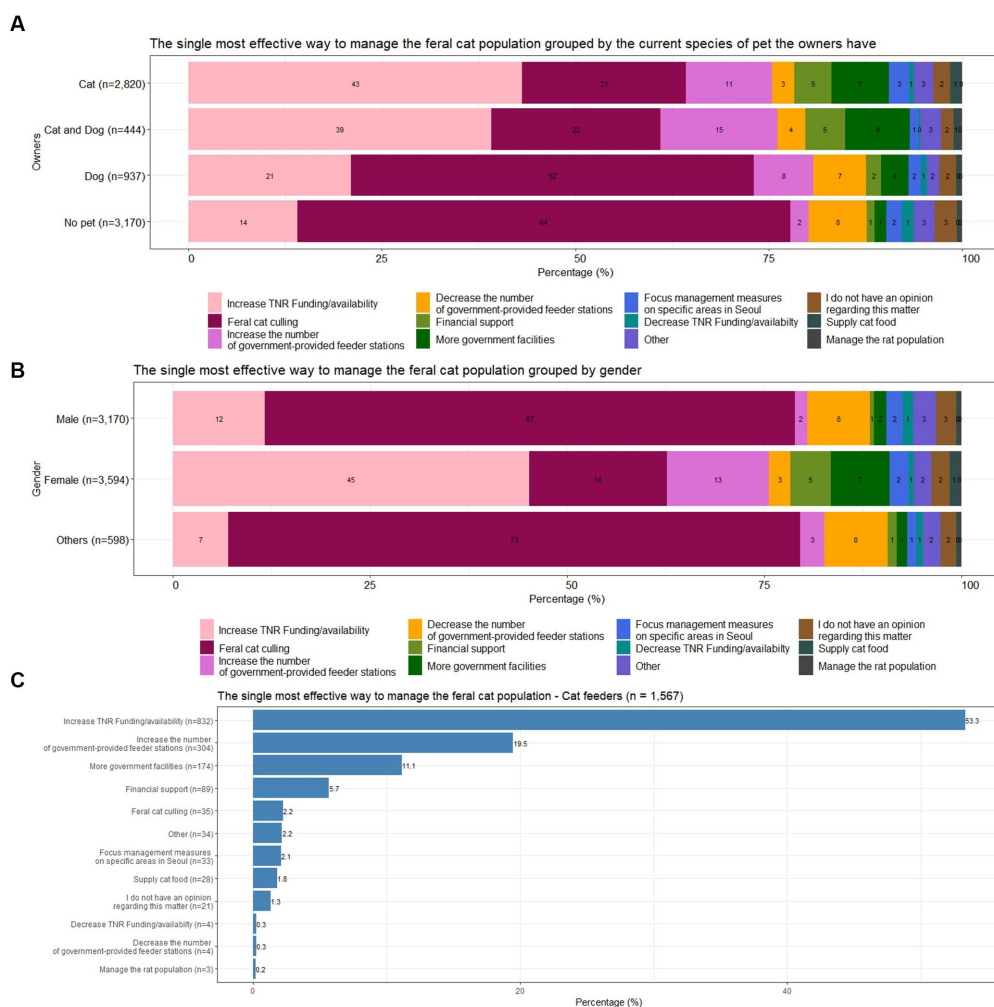 A
The single most effective way to manage the feral cat population grouped by the current species of pet the owners have
Owners
Cat (n=2,820)
43 21 11 3 5 7 3 1 3 2 1 0
Cat and Dog (n=444)
39 22 15 4 5 8 1 0 3 2 1 0
Dog (n=937)
21 52 8 7 2 4 2 1 2 2 0 0
No pet (n=3,170)
14 64 2 8 1 1 2 1 3 3 0 0
0 25 50 75 100
Percentage (%)
Increase TNR Funding/availability
Feral cat culling
Increase the number
of government-provided feeder stations
Decrease the number
of government-provided feeder stations
Financial support
More government facilities
Focus management measures
on specific areas in Seoul
Decrease TNR Funding/availabilty
Other
I do not have an opinion
regarding this matter
Supply cat food
Manage the rat population
B
The single most effective way to manage the feral cat population grouped by gender
Gender
Male (n=3,170)
12 67 2 8 1 2 2 1 3 3 0 0
Female (n=3,594)
45 18 13 3 5 7 2 1 2 2 1 0
Others (n=598)
7 73 3 8 1 1 1 1 2 2 0 0
0 25 50 75 100
Percentage (%)
Increase TNR Funding/availability
Feral cat culling
Increase the number
of government-provided feeder stations
Decrease the number
of government-provided feeder stations
Financial support
More government facilities
Focus management measures
on specific areas in Seoul
Decrease TNR Funding/availabilty
Other
I do not have an opinion
regarding this matter
Supply cat food
Manage the rat population
C
The single most effective way to manage the feral cat population - Cat feeders (n = 1,567)
Increase TNR Funding/availability (n=832)
53.3
Increase the number
of government-provided feeder stations (n=304)
19.5
More government facilities (n=174)
11.1
Financial support (n=89)
5.7
Feral cat culling (n=35)
2.2
Other (n=34)
2.2
Focus management measures
on specific areas in Seoul (n=33)
2.1
Supply cat food (n=28)
1.8
I do not have an opinion
regarding this matter (n=21)
1.3
Decrease TNR Funding/availabilty (n=4)
0.3
Decrease the number
of government-provided feeder stations (n=4)
0.3
Manage the rat population (n=3)
0.2
0 20 40
Percentage (%)